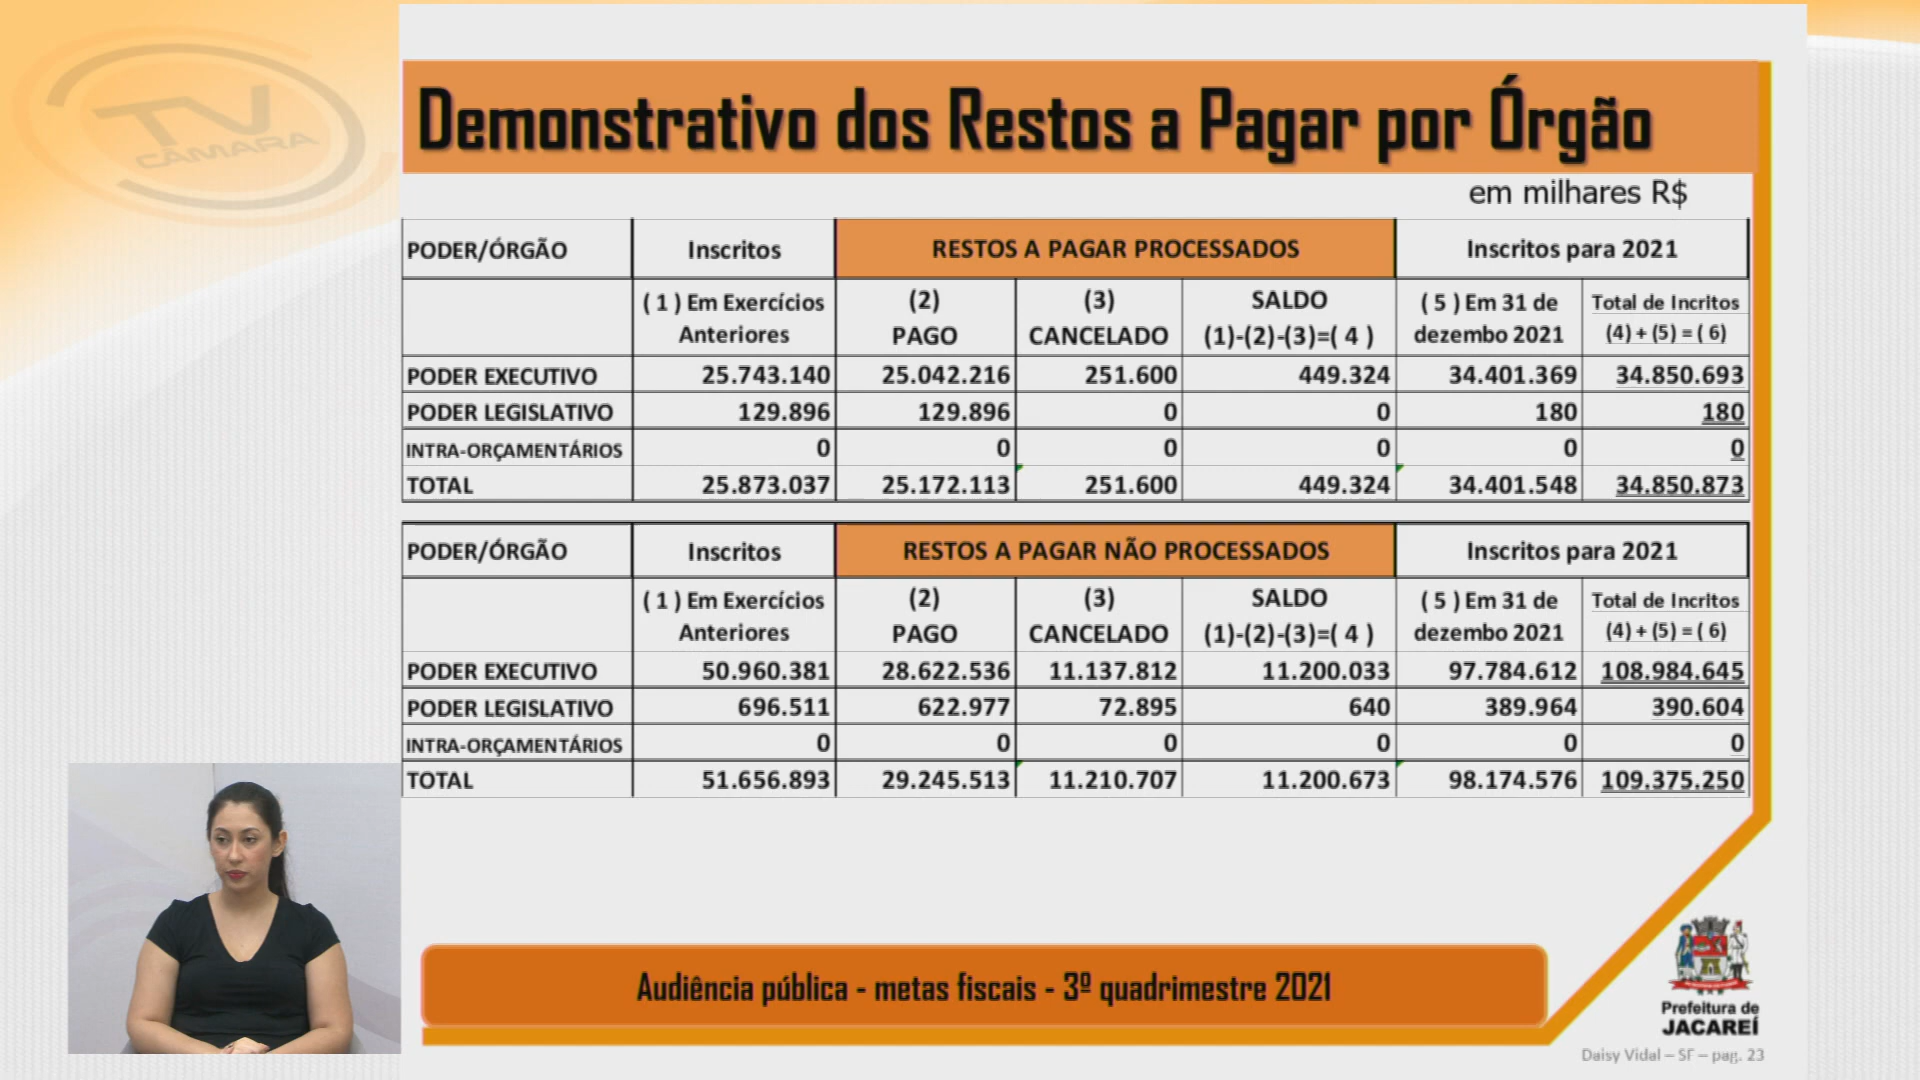 TV
CÂMARA
Demonstrativo dos Restos a Pagar por Órgão
em milhares R$
PODER/ÓRGÃO Inscritos RESTOS A PAGAR PROCESSADOS Inscritos para 2021
( 1 ) Em Exercícios Anteriores (2) PAGO (3) CANCELADO SALDO (1)-(2)-(3)=( 4 ) ( 5 ) Em 31 de dezembo 2021 Total de Incritos (4) + (5) = ( 6)
PODER EXECUTIVO 25.743.140 25.042.216 251.600 449.324 34.401.369 34.850.693
PODER LEGISLATIVO 129.896 129.896 0 0 180 180
INTRA-ORÇAMENTÁRIOS 0 0 0 0 0 0
TOTAL 25.873.037 25.172.113 251.600 449.324 34.401.548 34.850.873
PODER/ÓRGÃO Inscritos RESTOS A PAGAR NÃO PROCESSADOS Inscritos para 2021
( 1 ) Em Exercícios Anteriores (2) PAGO (3) CANCELADO SALDO (1)-(2)-(3)=( 4 ) ( 5 ) Em 31 de dezembo 2021 Total de Incritos (4) + (5) = ( 6)
PODER EXECUTIVO 50.960.381 28.622.536 11.137.812 11.200.033 97.784.612 108.984.645
PODER LEGISLATIVO 696.511 622.977 72.895 640 389.964 390.604
INTRA-ORÇAMENTÁRIOS 0 0 0 0 0 0
TOTAL 51.656.893 29.245.513 11.210.707 11.200.673 98.174.576 109.375.250
Audiência pública - metas fiscais - 3º quadrimestre 2021
Prefeitura de
JACAREÍ
Daisy Vidal – SF – pag. 23